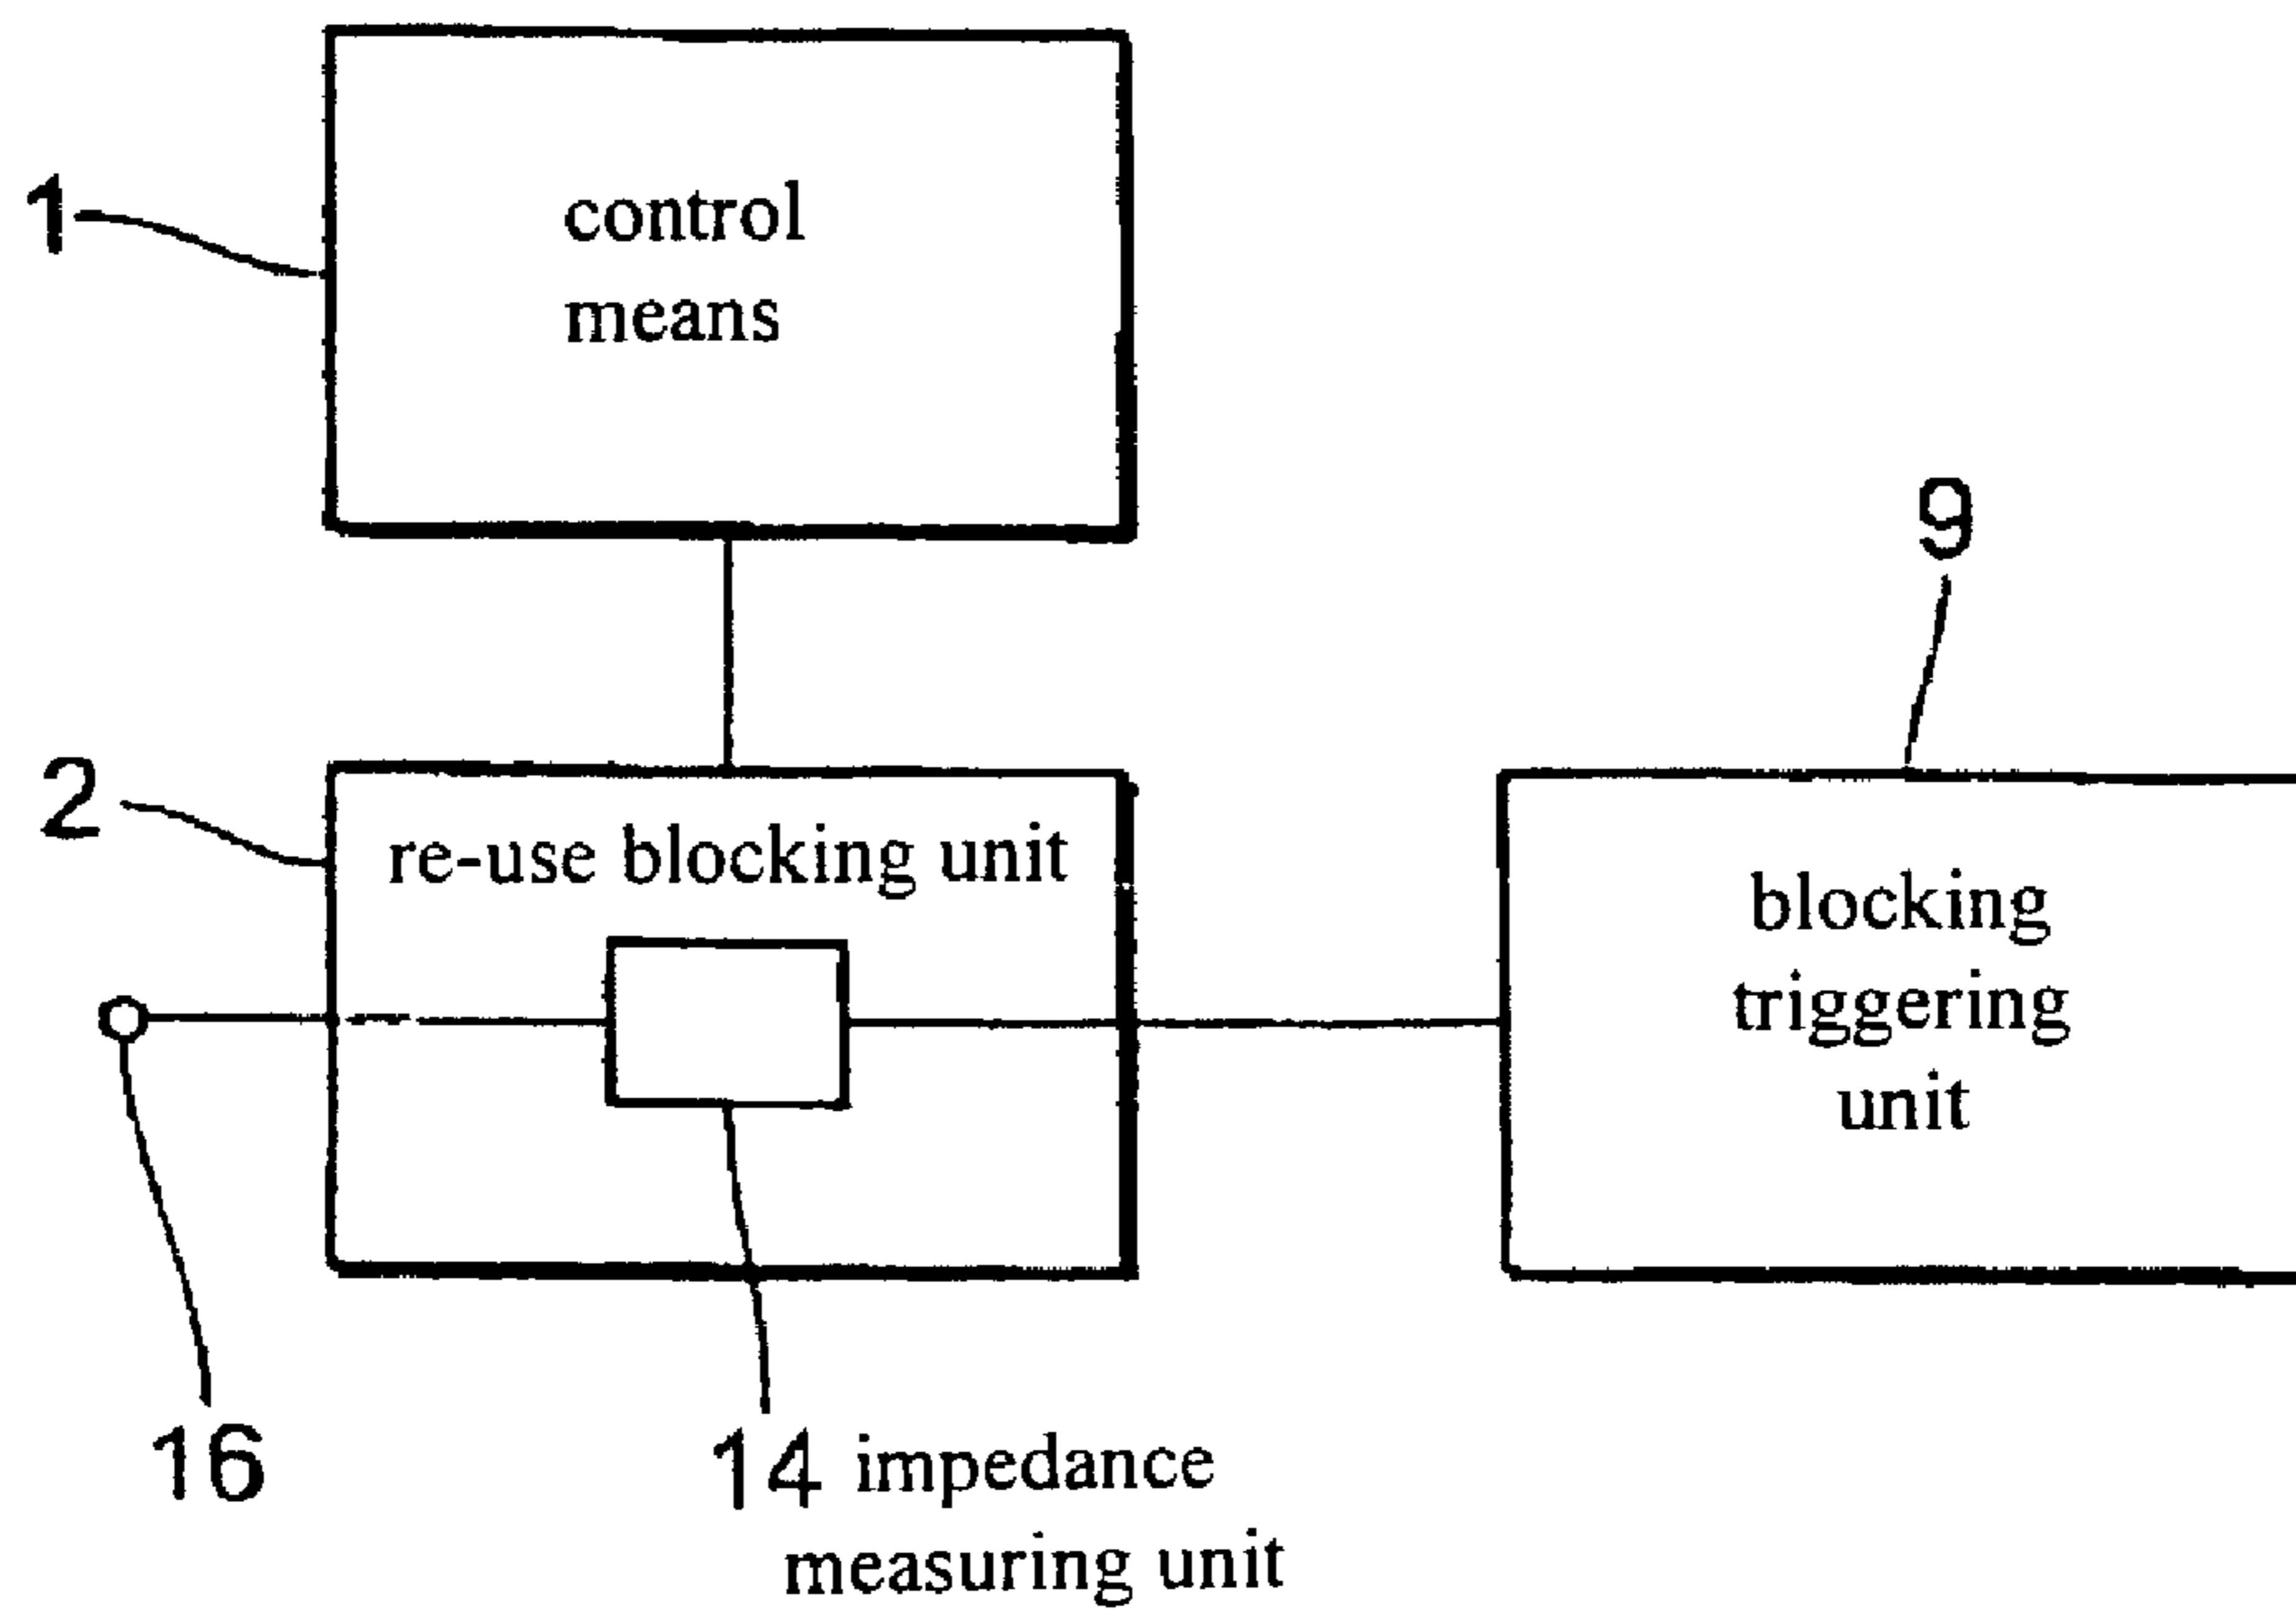 1
control
means
9
2
re-use blocking unit
blocking
triggering
unit
16
14 impedance
measuring unit